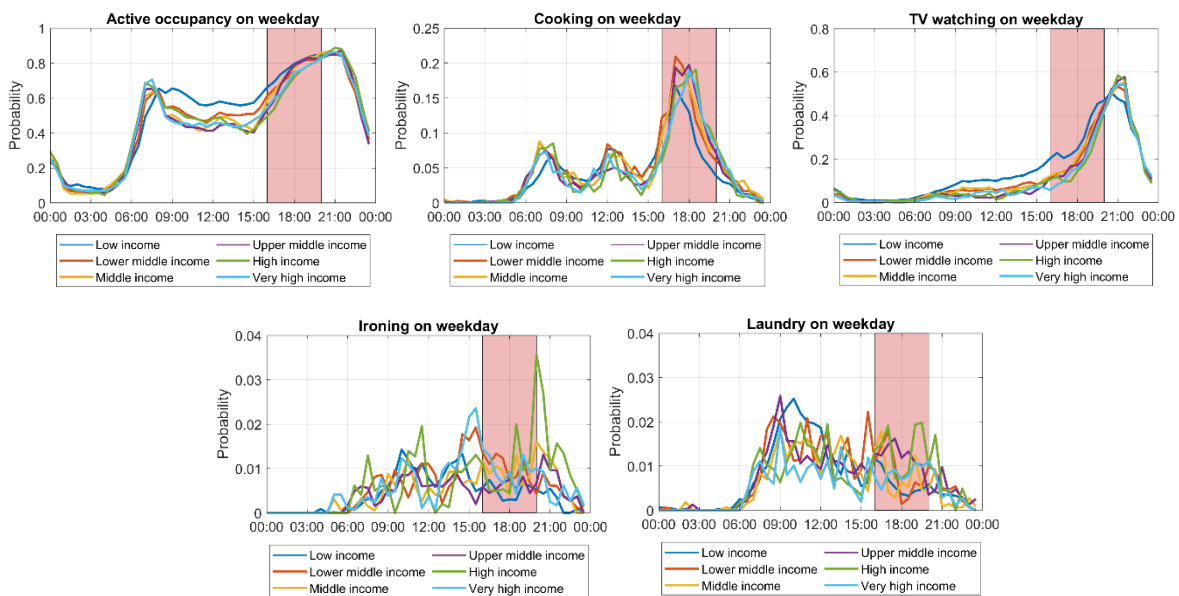 Active occupancy on weekday
Probability
1
0.8
0.6
0.4
0.2
0
00:00 03:00 06:00 09:00 12:00 15:00 18:00 21:00 00:00
Low income Upper middle income
Lower middle income High income
Middle income Very high income
Cooking on weekday
Probability
0.25
0.20
0.15
0.10
0.05
0
00:00 03:00 06:00 09:00 12:00 15:00 18:00 21:00 00:00
Low income Upper middle income
Lower middle income High income
Middle income Very high income
TV watching on weekday
Probability
0.8
0.6
0.4
0.2
0
00:00 03:00 06:00 09:00 12:00 15:00 18:00 21:00 00:00
Low income Upper middle income
Lower middle income High income
Middle income Very high income
Ironing on weekday
Probability
0.04
0.03
0.02
0.01
0
00:00 03:00 06:00 09:00 12:00 15:00 18:00 21:00 00:00
Low income Upper middle income
Lower middle income High income
Middle income Very high income
Laundry on weekday
Probability
0.04
0.03
0.02
0.01
0
00:00 03:00 06:00 09:00 12:00 15:00 18:00 21:00 00:00
Low income Upper middle income
Lower middle income High income
Middle income Very high income